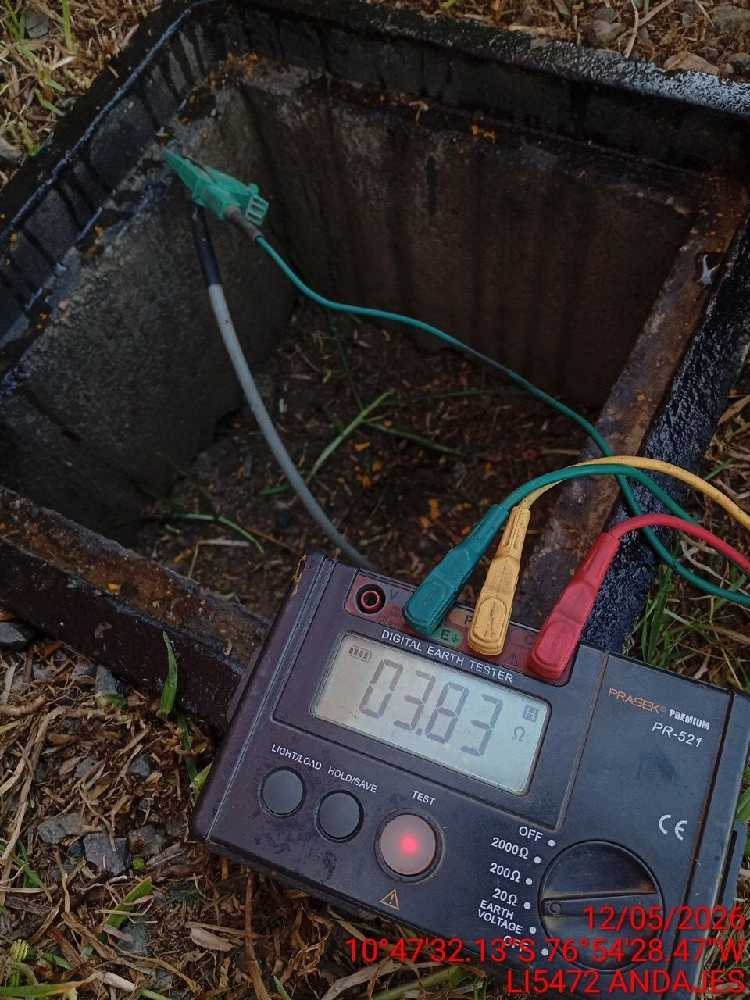 V
E
P
C
DIGITAL EARTH TESTER
03.83
H
Ω
PRASEK® PREMIUM
PR-521
LIGHT/LOAD
HOLD/SAVE
TEST
CE
OFF
2000Ω
200Ω
20Ω
EARTH
VOLTAGE
OFF
12/05/2026
10°47'32.13"S 76°54'28.47"W
LI5472 ANDAJES